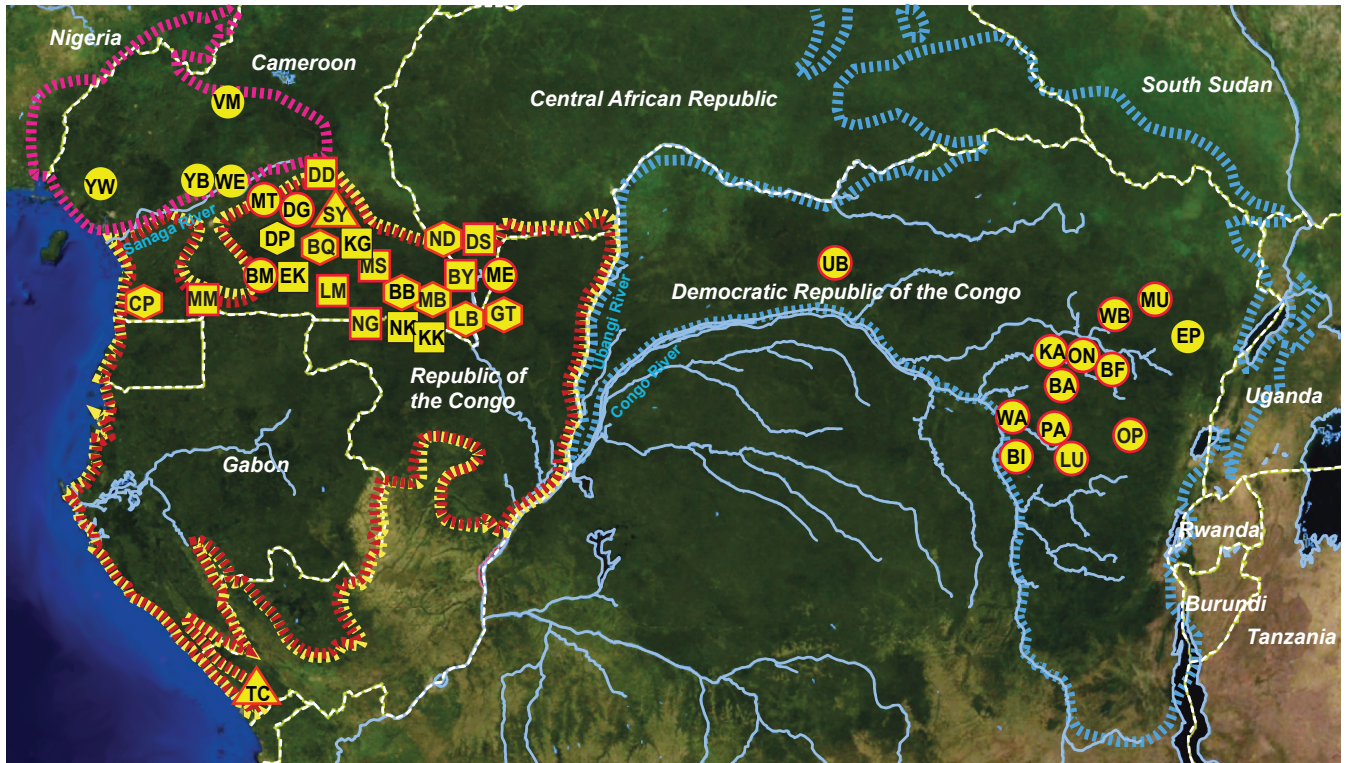 Nigeria
Cameroon
Central African Republic
South Sudan
VM
YW
YB
WE
DD
MT
DG
SY
Sanaga River
DP
BQ
KG
ND
DS
MS
BM
EK
BY
ME
UB
CP
MM
LM
BB
MB
LB
GT
NG
NK
KK
Ubangi River
Congo River
Democratic Republic of the Congo
MU
WB
EP
KA
ON
BF
BA
Republic of
the Congo
Uganda
WA
PA
OP
BI
LU
Gabon
Rwanda
Burundi
Tanzania
TC